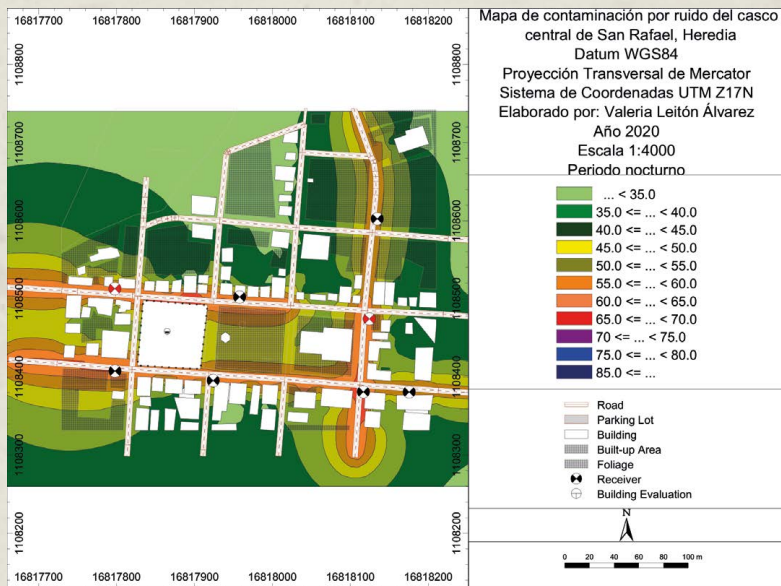 16817700 16817800 16817900 16818000 16818100 16818200
1108800
1108700
1108600
1108500
1108400
1108300
1108200
1108800
1108700
1108600
1108500
1108400
1108300
1108200
16817700 16817800 16817900 16818000 16818100 16818200
Mapa de contaminación por ruido del casco
central de San Rafael, Heredia
Datum WGS84
Proyección Transversal de Mercator
Sistema de Coordenadas UTM Z17N
Elaborado por: Valeria Leitón Álvarez
Año 2020
Escala 1:4000
Periodo nocturno
... < 35.0
35.0 <= ... < 40.0
40.0 <= ... < 45.0
45.0 <= ... < 50.0
50.0 <= ... < 55.0
55.0 <= ... < 60.0
60.0 <= ... < 65.0
65.0 <= ... < 70.0
70 <= ... < 75.0
75.0 <= ... < 80.0
85.0 <= ...
Road
Parking Lot
Building
Built-up Area
Foliage
Receiver
Building Evaluation
N
0 20 40 60 80 100 m